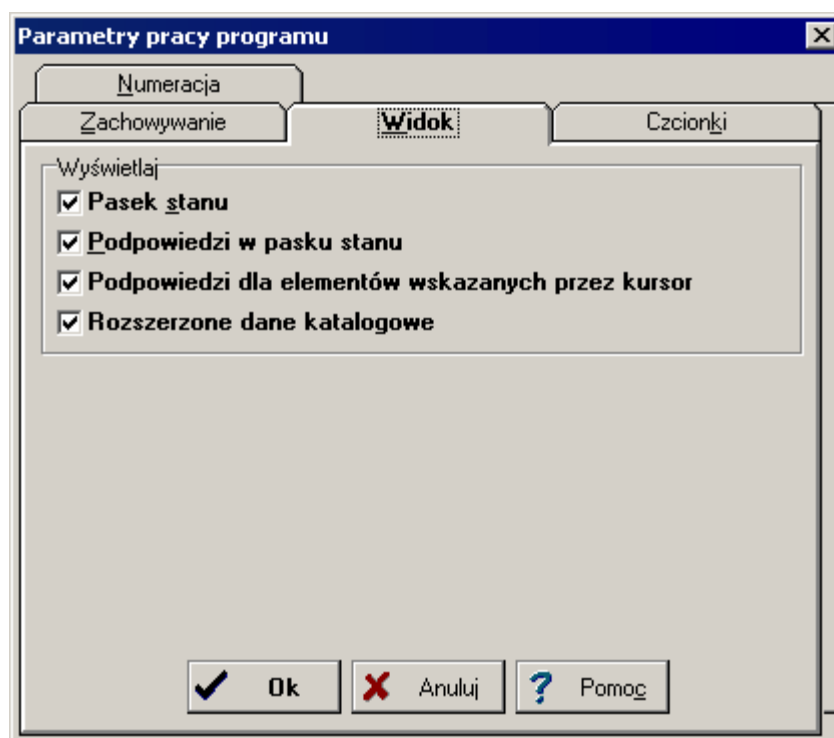 Parametry pracy programu
Numeracja
Zachowywanie Widok Czcionki
Wyświetlaj
Pasek stanu
Podpowiedzi w pasku stanu
Podpowiedzi dla elementów wskazanych przez kursor
Rozszerzone dane katalogowe
Ok Anuluj ? Pomoc